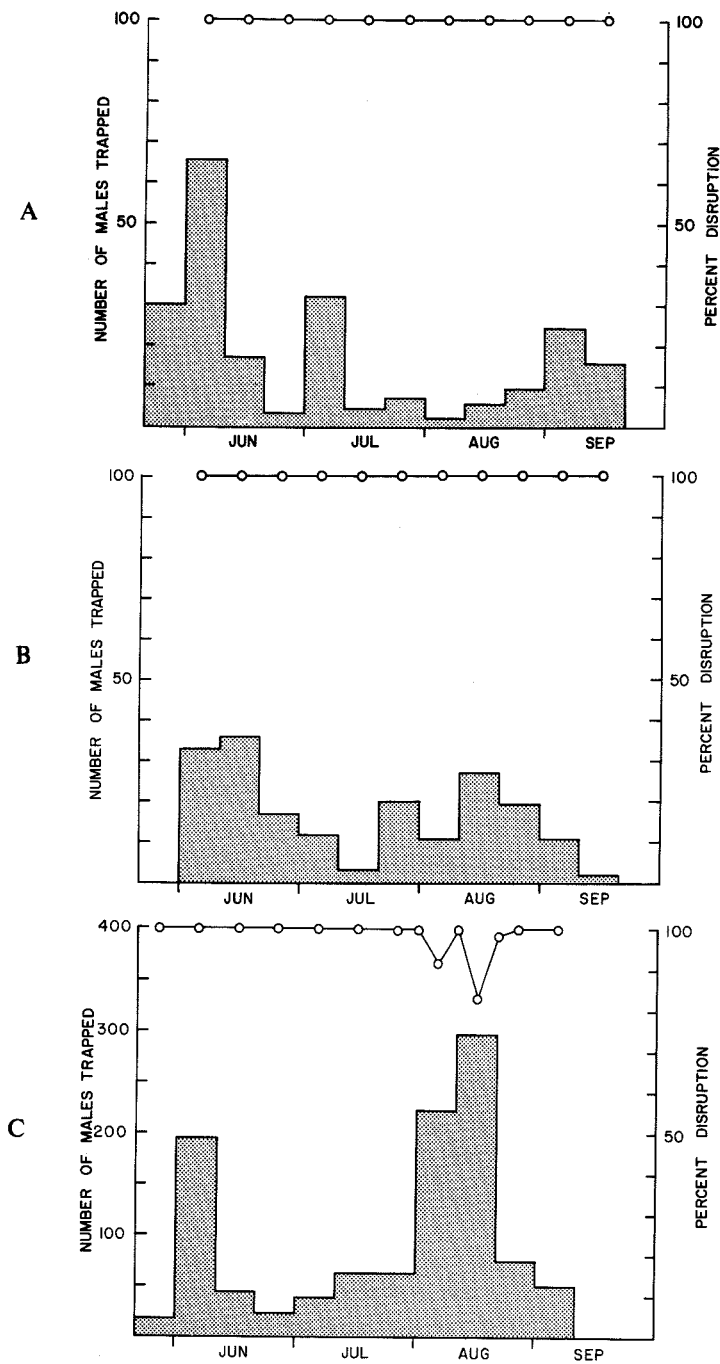 A
NUMBER OF MALES TRAPPED
100
50
PERCENT DISRUPTION
100
50
JUN JUL AUG SEP
B
NUMBER OF MALES TRAPPED
100
50
PERCENT DISRUPTION
100
50
JUN JUL AUG SEP
C
NUMBER OF MALES TRAPPED
400
300
200
100
PERCENT DISRUPTION
100
50
JUN JUL AUG SEP